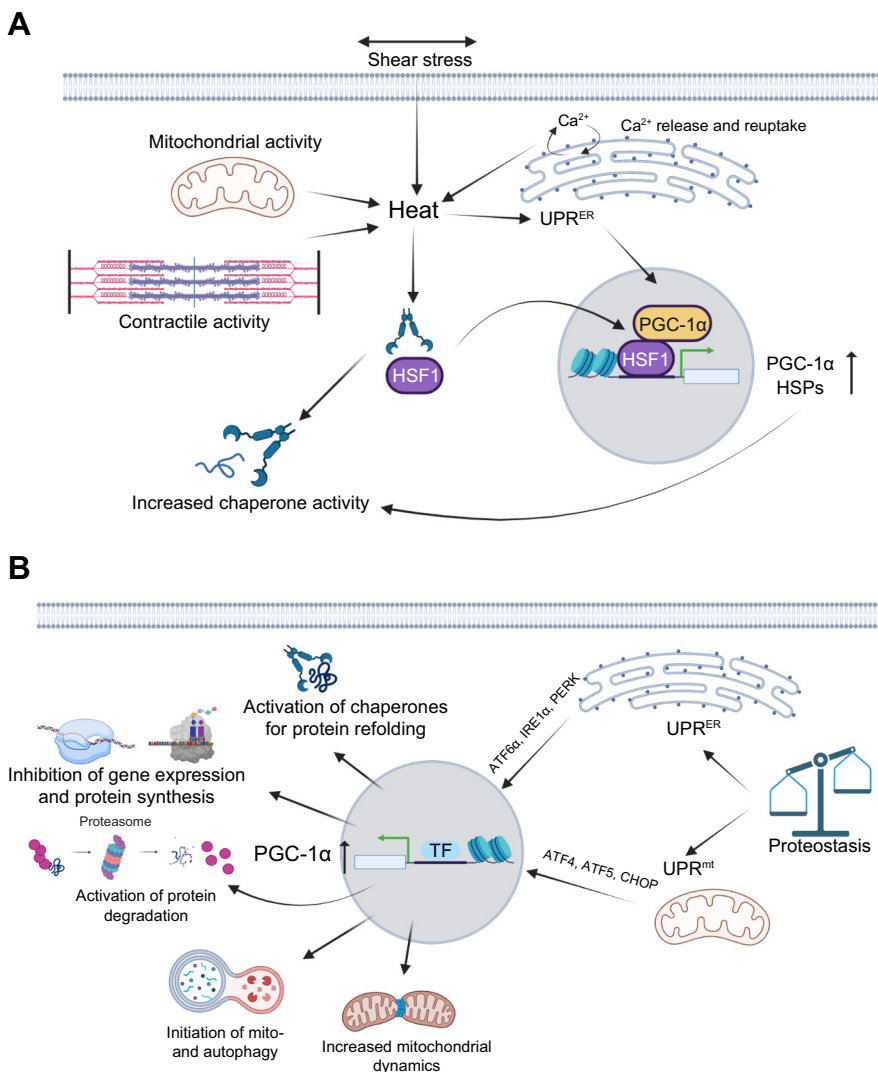 A
Shear stress
Mitochondrial activity
Ca²⁺
Ca²⁺ release and reuptake
Heat
UPRᴱᴿ
Contractile activity
PGC-1α
HSF1
HSF1
PGC-1α
HSPs
Increased chaperone activity
B
Activation of chaperones
for protein refolding
ATF6α, IRE1α, PERK
UPRᴱᴿ
Inhibition of gene expression
and protein synthesis
Proteasome
Proteostasis
PGC-1α
TF
ATF4, ATF5, CHOP
UPRᵐᵗ
Activation of protein
degradation
Initiation of mito-
and autophagy
Increased mitochondrial
dynamics